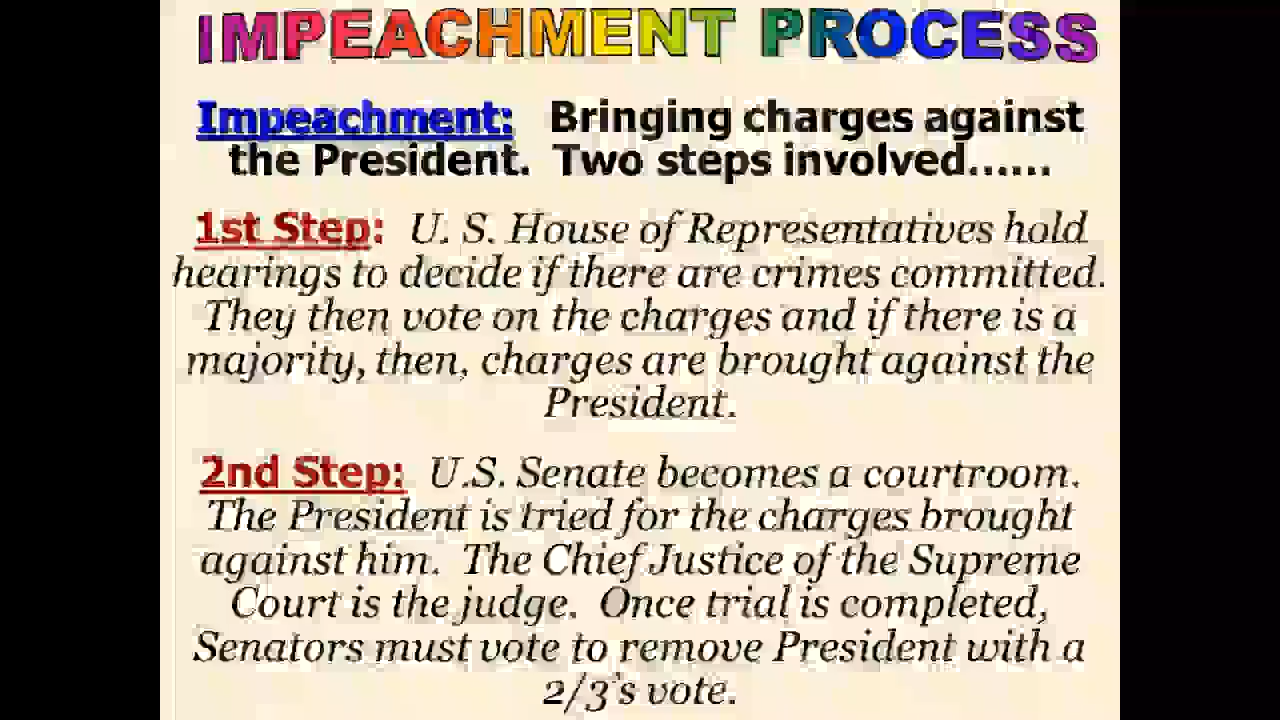 IMPEACHMENT PROCESS
Impeachment: Bringing charges against
the President. Two steps involved......
1st Step: U. S. House of Representatives hold
hearings to decide if there are crimes committed.
They then vote on the charges and if there is a
majority, then, charges are brought against the
President.
2nd Step: U.S. Senate becomes a courtroom.
The President is tried for the charges brought
against him. The Chief Justice of the Supreme
Court is the judge. Once trial is completed,
Senators must vote to remove President with a
2/3's vote.